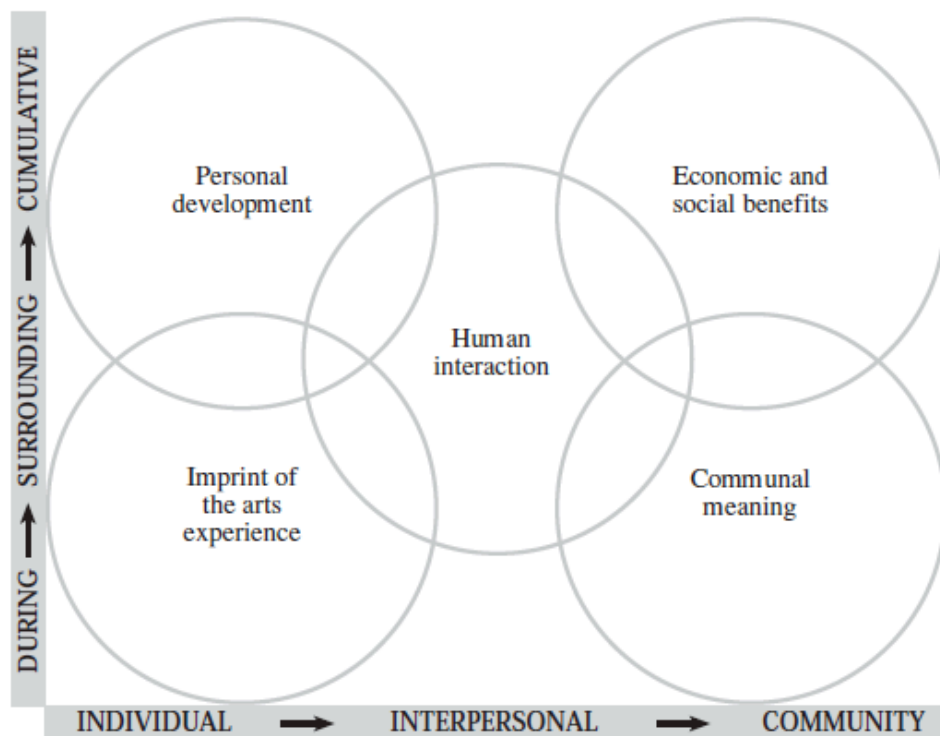 CUMULATIVE
SURROUNDING
DURING
Personal
development
Economic and
social benefits
Human
interaction
Imprint of
the arts
experience
Communal
meaning
INDIVIDUAL
INTERPERSONAL
COMMUNITY